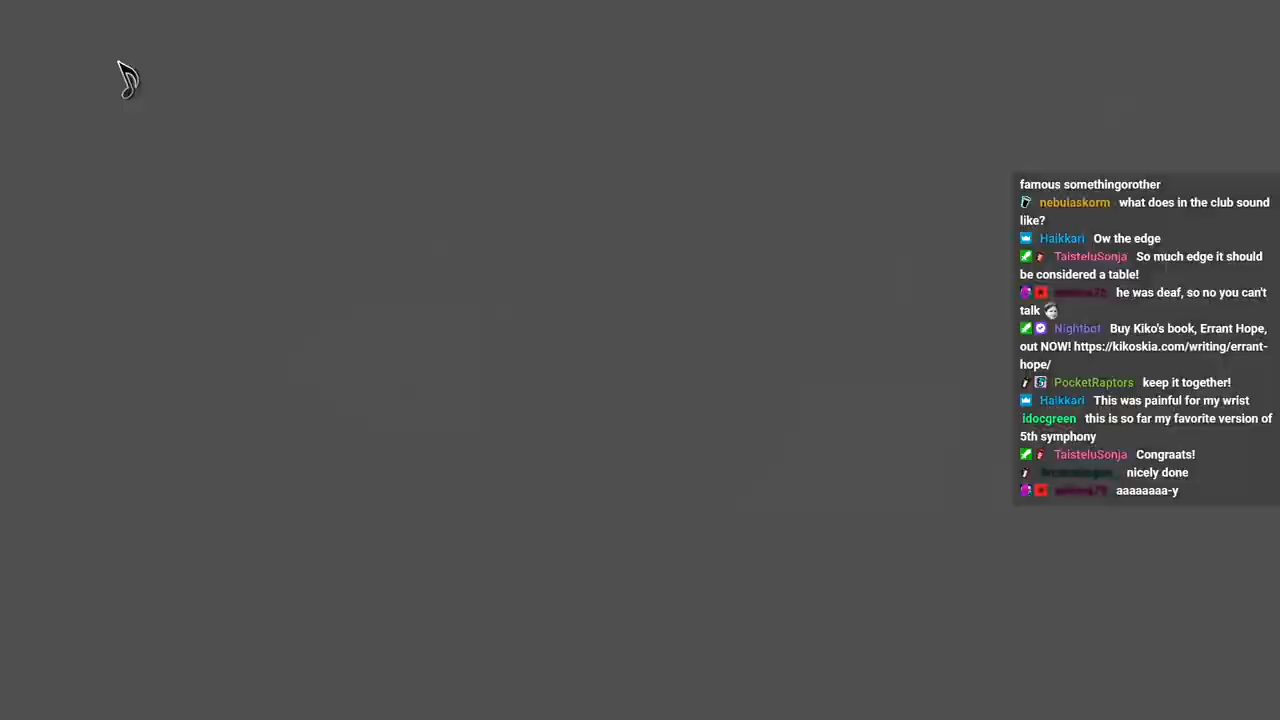 famous somethingorother
nebulaskorm what does in the club sound
like?
Haikkari Ow the edge
TaisteluSonja So much edge it should
be considered a table!
he was deaf, so no you can't
talk
Nightbot Buy Kiko's book, Errant Hope,
out NOW! https://kikoskia.com/writing/errant-
hope/
PocketRaptors keep it together!
Haikkari This was painful for my wrist
idocgreen this is so far my favorite version of
5th symphony
TaisteluSonja Congraats!
nicely done
aaaaaaaa-y